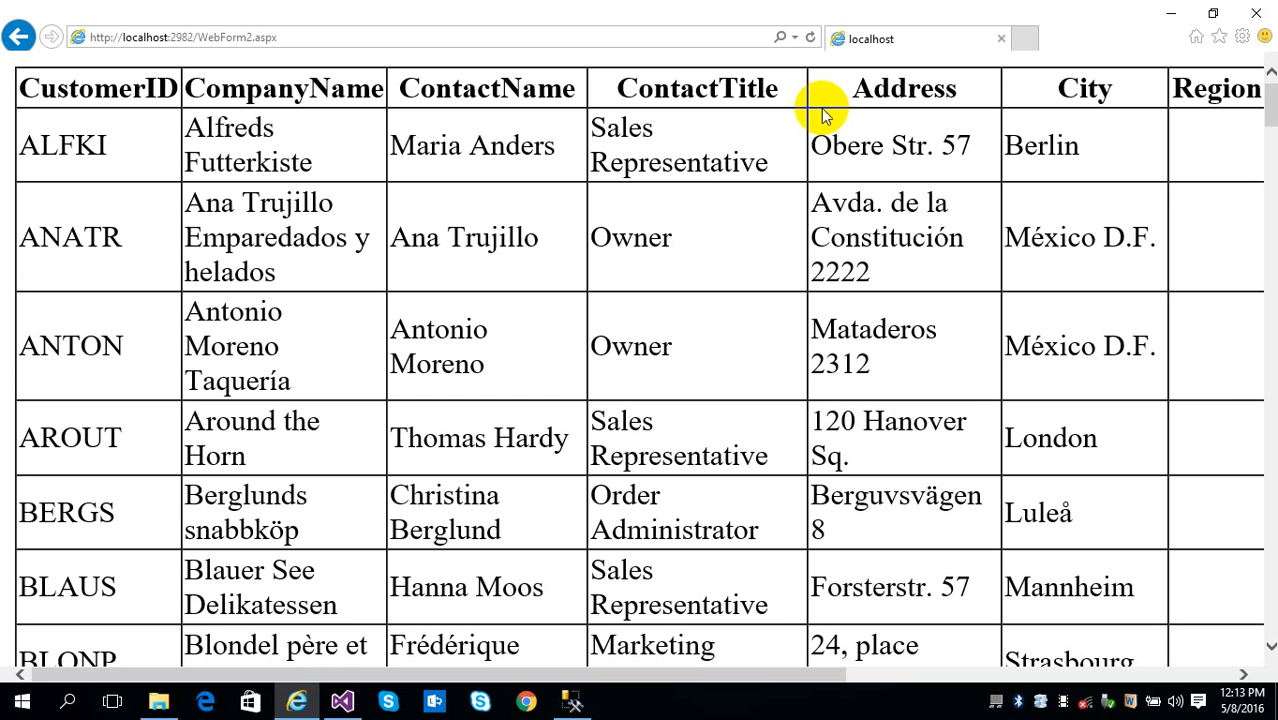 http://localhost:2982/WebForm2.aspx
localhost
CustomerID CompanyName ContactName ContactTitle Address City Region
ALFKI Alfreds Futterkiste Maria Anders Sales Representative Obere Str. 57 Berlin
ANATR Ana Trujillo Emparedados y helados Ana Trujillo Owner Avda. de la Constitución 2222 México D.F.
ANTON Antonio Moreno Taquería Antonio Moreno Owner Mataderos 2312 México D.F.
AROUT Around the Horn Thomas Hardy Sales Representative 120 Hanover Sq. London
BERGS Berglunds snabbköp Christina Berglund Order Administrator Berguvsvägen 8 Luleå
BLAUS Blauer See Delikatessen Hanna Moos Sales Representative Forsterstr. 57 Mannheim
BLONP Blondel père et Frédérique Marketing 24, place Strasbourg
12:13 PM
5/8/2016